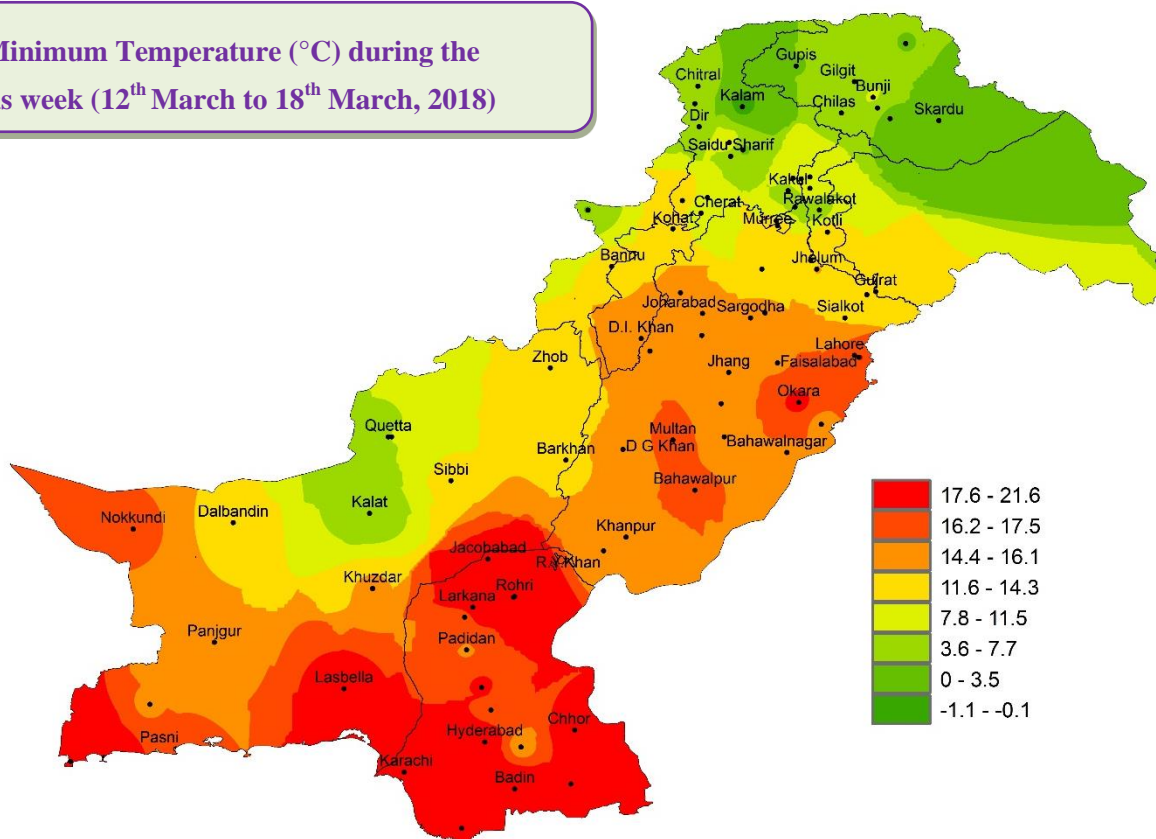 Minimum Temperature (°C) during the
s week (12th March to 18th March, 2018)
Gupis
Chitral
Gilgit
Bunji
Kalam
Chilas
Skardu
Dir
Saidu Sharif
Kakul
Cherat
Rawalakot
Kohat
Murree
Kotli
Bannu
Jhelum
Gujrat
Joharabad
Sargodha
Sialkot
D.I. Khan
Lahore
Zhob
Jhang
Faisalabad
Okara
Quetta
Multan
D G Khan
Bahawalnagar
Barkhan
Sibbi
Bahawalpur
Kalat
Nokkundi
Dalbandin
Khanpur
Jacobabad
R.Y.Khan
Khuzdar
Rohri
Larkana
Panjgur
Padidan
Lasbella
Chhor
Pasni
Hyderabad
Karachi
Badin
17.6 - 21.6
16.2 - 17.5
14.4 - 16.1
11.6 - 14.3
7.8 - 11.5
3.6 - 7.7
0 - 3.5
-1.1 - -0.1